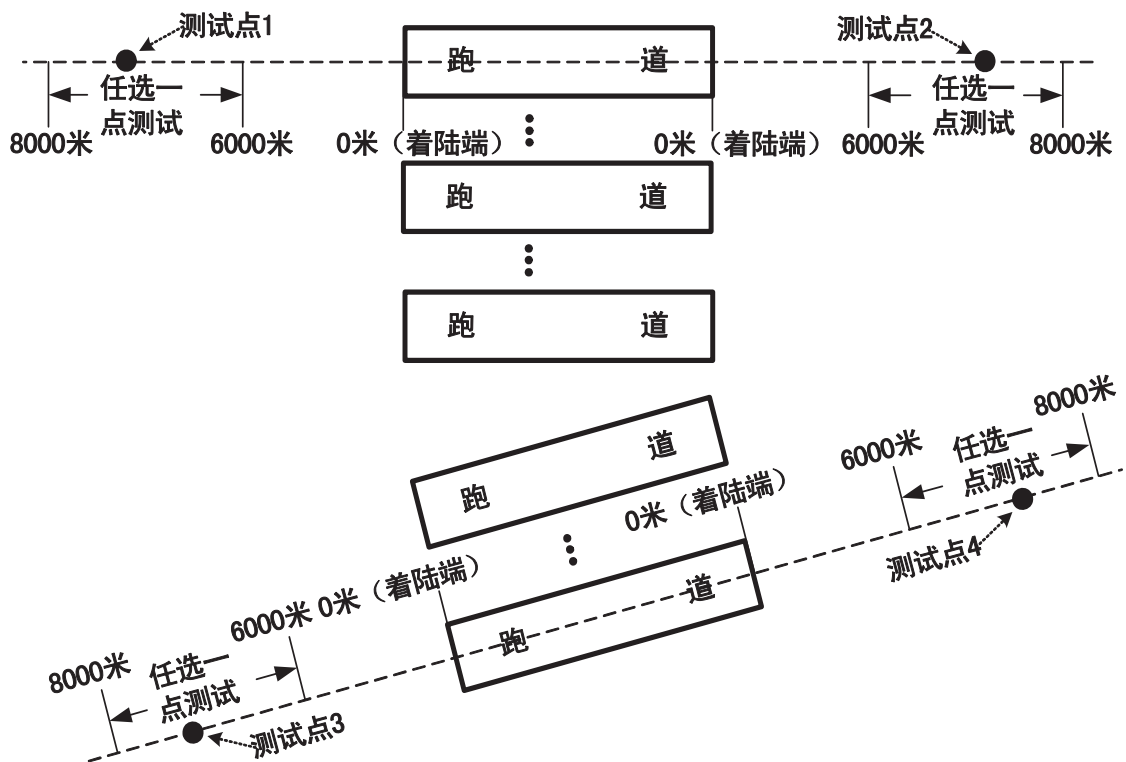 测试点1
测试点2
跑 道
任选一
点测试
任选一
点测试
8000米
6000米
0米（着陆端）
0米（着陆端）
6000米
8000米
跑 道
跑 道
8000米
6000米
任选一
点测试
道
跑
0米（着陆端）
测试点4
0米（着陆端）
道
跑
6000米
8000米
任选一
点测试
测试点3